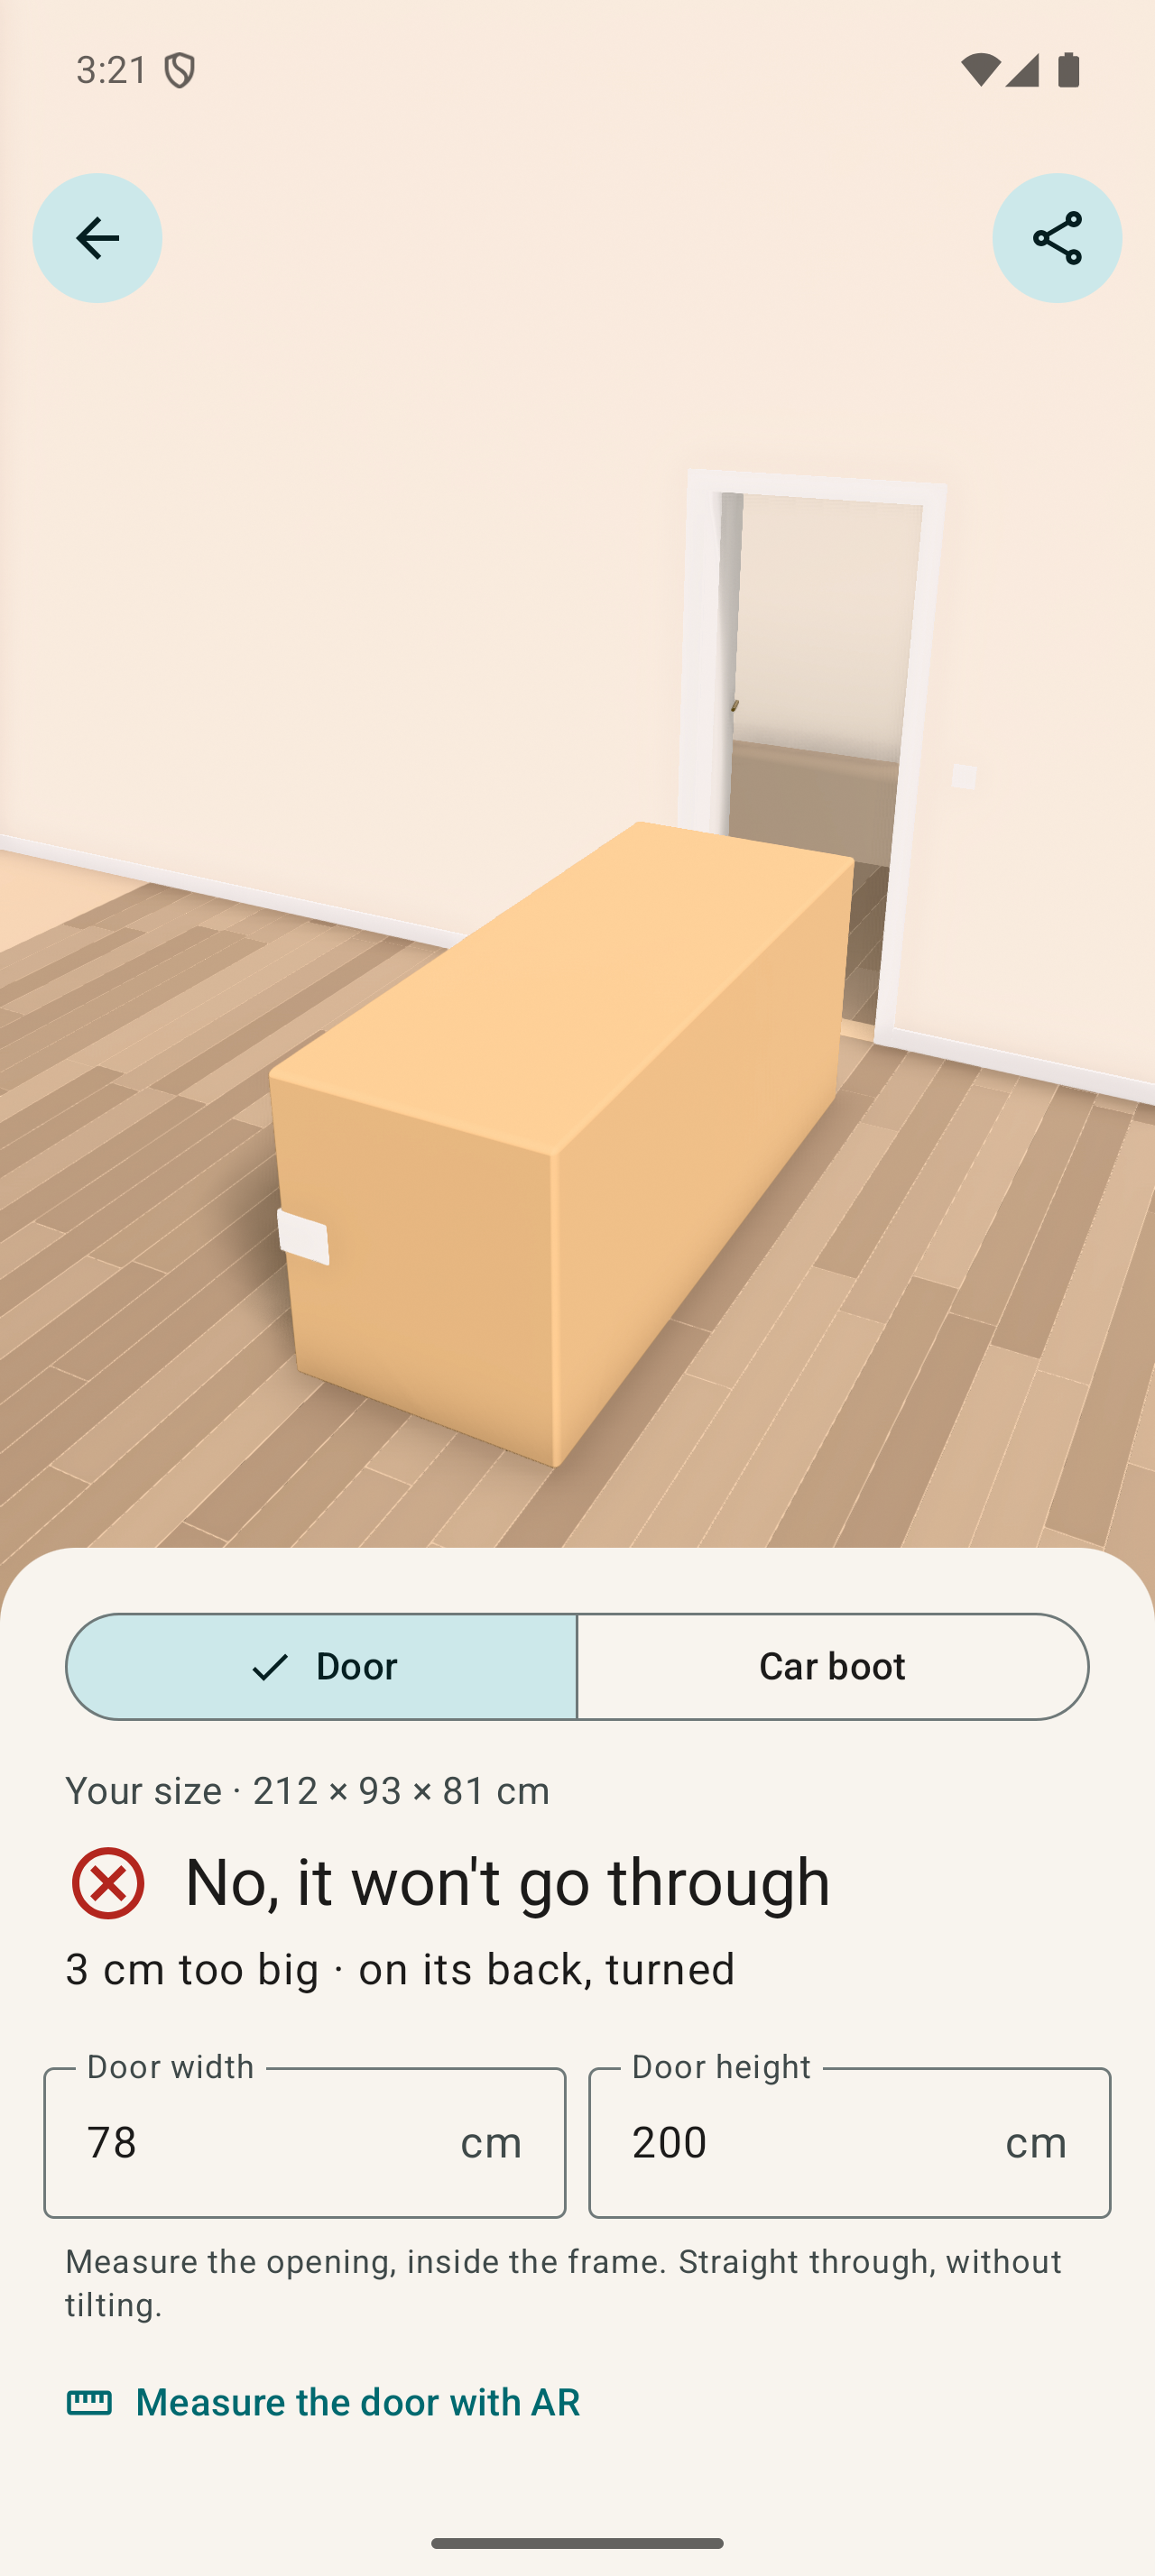 3:21
Door
Car boot
Your size · 212 × 93 × 81 cm
No, it won't go through
3 cm too big · on its back, turned
Door width
Door height
78 cm
200 cm
Measure the opening, inside the frame. Straight through, without
tilting.
Measure the door with AR